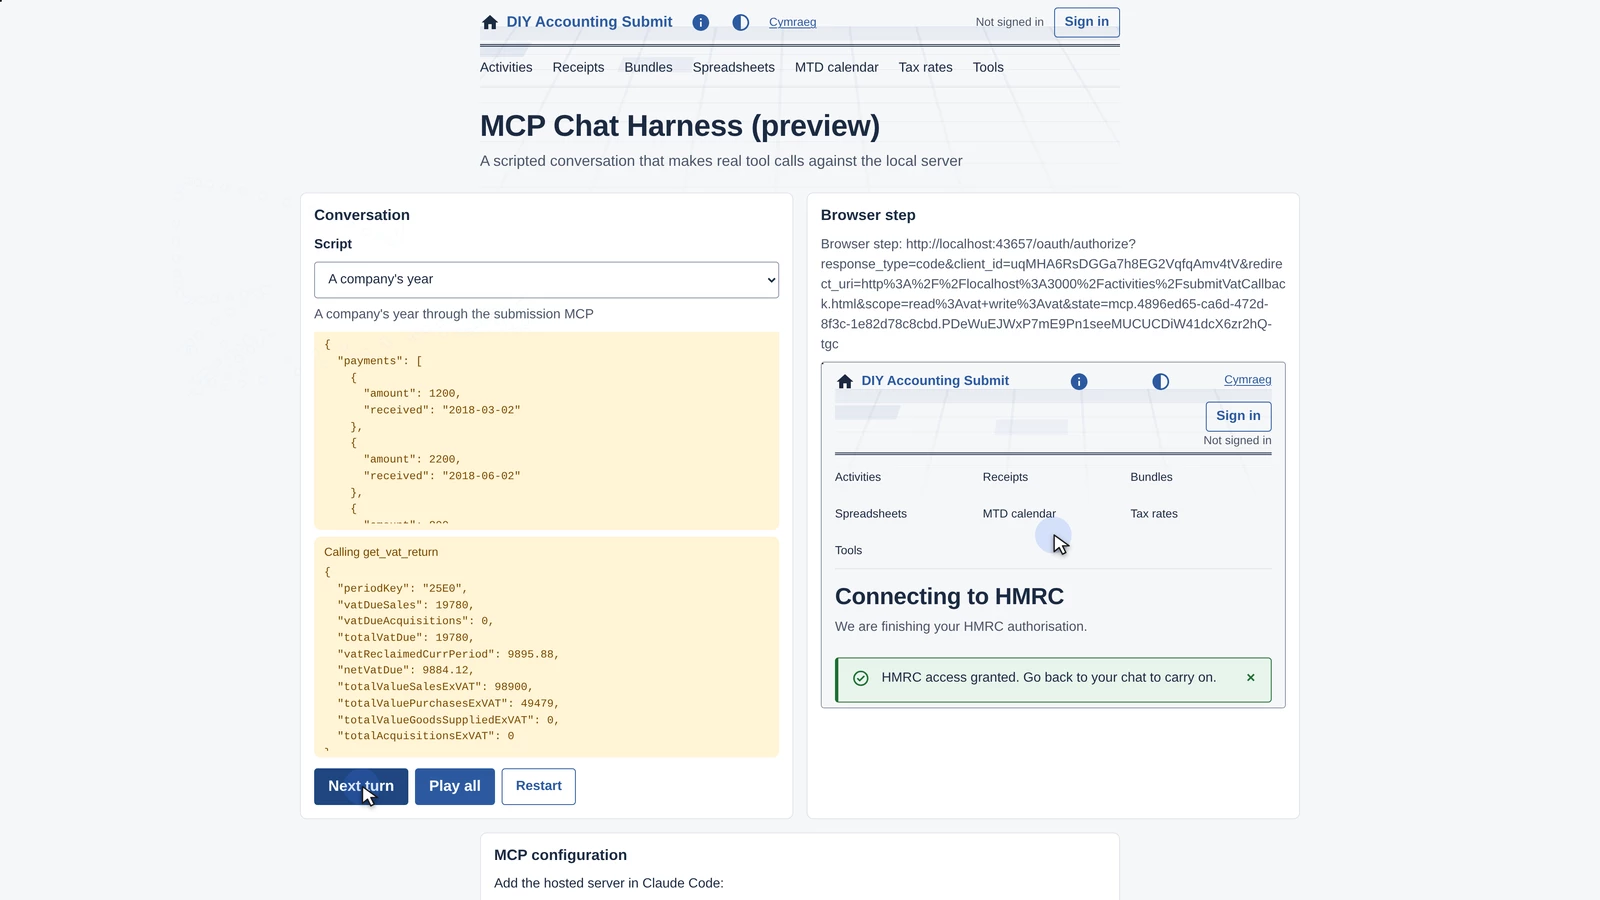 DIY Accounting Submit
Cymraeg
Not signed in
Sign in
Activities
Receipts
Bundles
Spreadsheets
MTD calendar
Tax rates
Tools
MCP Chat Harness (preview)
A scripted conversation that makes real tool calls against the local server
Conversation
Script
A company's year
A company's year through the submission MCP
{
"payments": [
{
"amount": 1200,
"received": "2018-03-02"
},
{
"amount": 2200,
"received": "2018-06-02"
},
{
Calling get_vat_return
{
"periodKey": "25E0",
"vatDueSales": 19780,
"vatDueAcquisitions": 0,
"totalVatDue": 19780,
"vatReclaimedCurrPeriod": 9895.88,
"netVatDue": 9884.12,
"totalValueSalesExVAT": 98900,
"totalValuePurchasesExVAT": 49479,
"totalValueGoodsSuppliedExVAT": 0,
"totalAcquisitionsExVAT": 0
Next turn
Play all
Restart
Browser step
Browser step: http://localhost:43657/oauth/authorize?
response_type=code&client_id=uqMHA6RsDGGa7h8EG2VqfqAmv4tV&redire
ct_uri=http%3A%2F%2Flocalhost%3A3000%2Factivities%2FsubmitVatCallbac
k.html&scope=read%3Avat+write%3Avat&state=mcp.4896ed65-ca6d-472d-
8f3c-1e82d78c8cbd.PDeWuEJWxP7mE9Pn1seeMUCUCDiW41dcX6zr2hQ-
tgc
DIY Accounting Submit
Cymraeg
Sign in
Not signed in
Activities
Receipts
Bundles
Spreadsheets
MTD calendar
Tax rates
Tools
Connecting to HMRC
We are finishing your HMRC authorisation.
HMRC access granted. Go back to your chat to carry on.
MCP configuration
Add the hosted server in Claude Code: